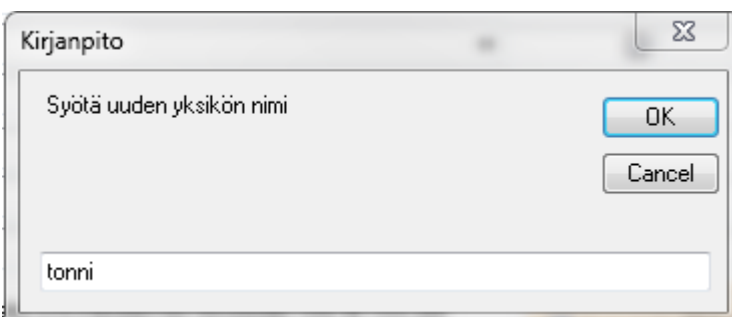 Kirjanpito
Syötä uuden yksikön nimi
OK
Cancel
tonni